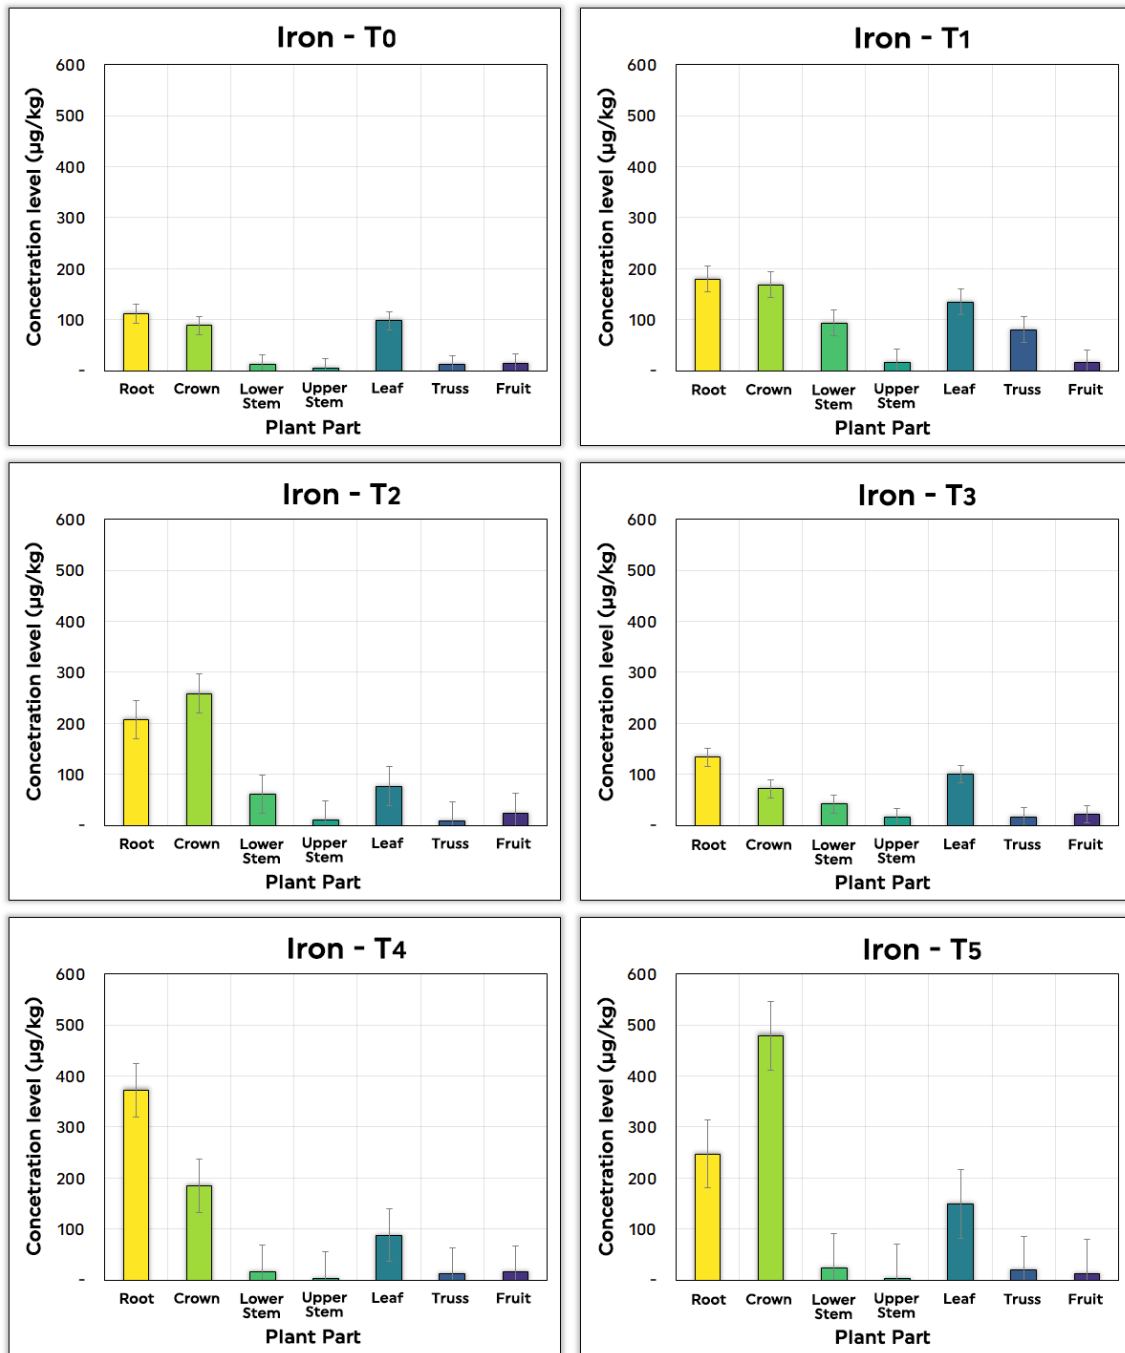 Iron - T0
Concetration level (µg/kg)
600
500
400
300
200
100
-
Root Crown Lower Stem Upper Stem Leaf Truss Fruit
Plant Part
Iron - T1
Concetration level (µg/kg)
600
500
400
300
200
100
-
Root Crown Lower Stem Upper Stem Leaf Truss Fruit
Plant Part
Iron - T2
Concetration level (µg/kg)
600
500
400
300
200
100
-
Root Crown Lower Stem Upper Stem Leaf Truss Fruit
Plant Part
Iron - T3
Concetration level (µg/kg)
600
500
400
300
200
100
-
Root Crown Lower Stem Upper Stem Leaf Truss Fruit
Plant Part
Iron - T4
Concetration level (µg/kg)
600
500
400
300
200
100
-
Root Crown Lower Stem Upper Stem Leaf Truss Fruit
Plant Part
Iron - T5
Concetration level (µg/kg)
600
500
400
300
200
100
-
Root Crown Lower Stem Upper Stem Leaf Truss Fruit
Plant Part